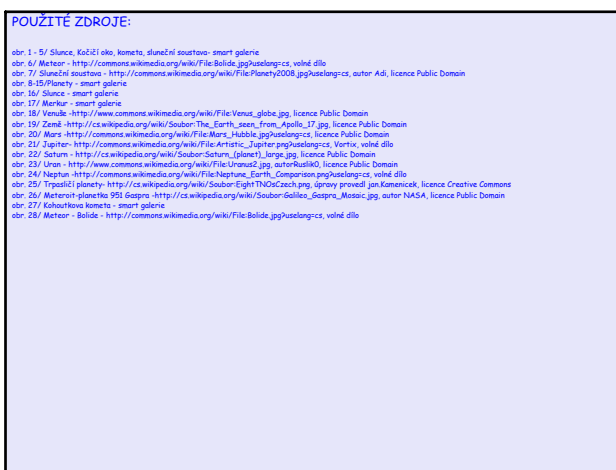 POUŽITÉ ZDROJE:
obr. 1 - 5/ Slunce, Kočičí oko, kometa, sluneční soustava- smart galerie
obr. 6/ Meteor - http://commons.wikimedia.org/wiki/File:Bolide.jpg?uselang=cs, volné dílo
obr. 7/ Sluneční soustava - http://commons.wikimedia.org/wiki/File:Planety2008.jpg?uselang=cs, autor Adi, licence Public Domain
obr. 8-15/Planety - smart galerie
obr. 16/ Slunce - smart galerie
obr. 17/ Merkur - smart galerie
obr. 18/ Venuše -http://www.commons.wikimedia.org/wiki/File:Venus_globe.jpg, licence Public Domain
obr. 19/ Země -http://cs.wikipedia.org/wiki/Soubor:The_Earth_seen_from_Apollo_17.jpg, licence Public Domain
obr. 20/ Mars -http://commons.wikimedia.org/wiki/File:Mars_Hubble.jpg?uselang=cs, licence Public Domain
obr. 21/ Jupiter- http://commons.wikimedia.org/wiki/File:Artistic_Jupiter.png?uselang=cs, Vortix, volné dílo
obr. 22/ Saturn - http://cs.wikipedia.org/wiki/Soubor:Saturn_(planet)_large.jpg, licence Public Domain
obr. 23/ Uran - http://www.commons.wikimedia.org/wiki/File:Uranus2.jpg, autorRuslik0, licence Public Domain
obr. 24/ Neptun -http://commons.wikimedia.org/wiki/File:Neptune_Earth_Comparison.png?uselang=cs, volné dílo
obr. 25/ Trpasličí planety- http://cs.wikipedia.org/wiki/Soubor:EightTNOsCzech.png, úpravy provedl jan.Kamenicek, licence Creative Commons
obr. 26/ Meteroit-planetka 951 Gaspra -http://cs.wikipedia.org/wiki/Soubor:Galileo_Gaspra_Mosaic.jpg, autor NASA, licence Public Domain
obr. 27/ Kohoutkova kometa - smart galerie
obr. 28/ Meteor - Bolide - http://commons.wikimedia.org/wiki/File:Bolide.jpg?uselang=cs, volné dílo